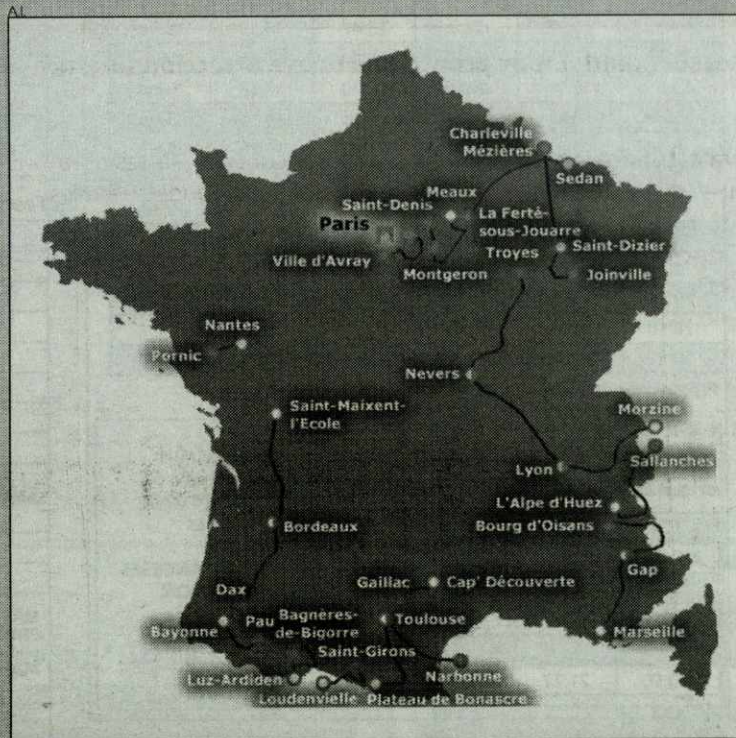 AL
Charleville
Mézières
Sedan
Meaux
Saint-Denis
La Ferté-
sous-Jouarre
Paris
Saint-Dizier
Troyes
Ville d'Avray
Montgeron
Joinville
Nantes
Pornic
Nevers
Saint-Maixent-
l'Ecole
Morzine
Sallanches
Lyon
L'Alpe d'Huez
Bordeaux
Bourg d'Oisans
Gap
Gaillac
Cap' Découverte
Dax
Pau
Bagnères-
de-Bigorre
Toulouse
Bayonne
Marseille
Saint-Girons
Narbonne
Luz-Ardiden
Loudenvielle
Plateau de Bonascre